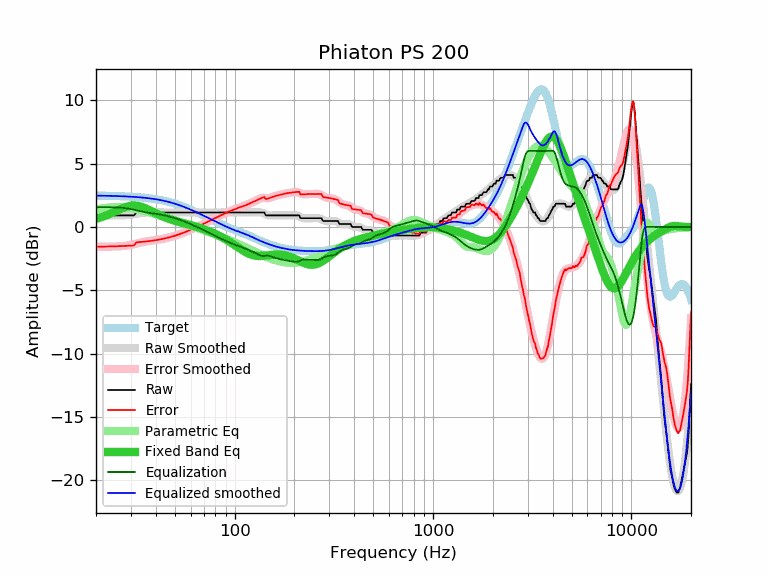 Phiaton PS 200
Amplitude (dBr)
10
5
0
−5
−10
−15
−20
Target
Raw Smoothed
Error Smoothed
Raw
Error
Parametric Eq
Fixed Band Eq
Equalization
Equalized smoothed
100
1000
10000
Frequency (Hz)